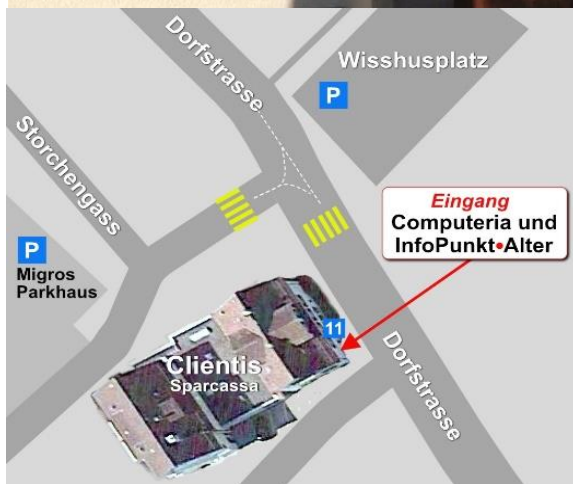 Dorfstrasse
Wisshusplatz
P
Storchengass
Eingang
Computeria und
InfoPunkt•Alter
P
Migros
Parkhaus
11
Clientis
Sparcassa
Dorfstrasse